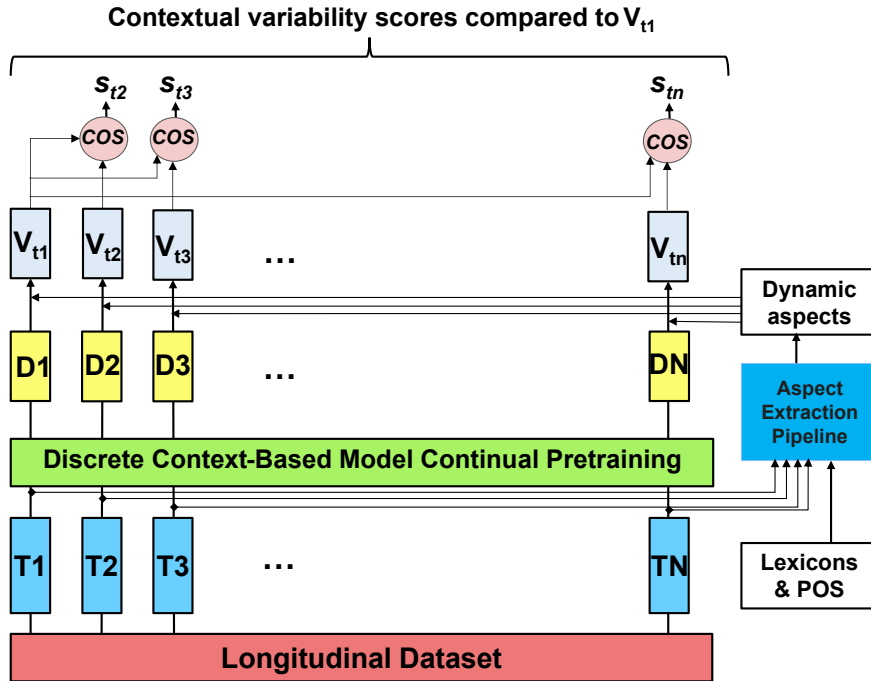 Contextual variability scores compared to Vt1
st2 st3 stn
COS COS COS
Vt1 Vt2 Vt3 ... Vtn
Dynamic
aspects
D1 D2 D3 ... DN
Aspect
Extraction
Pipeline
Discrete Context-Based Model Continual Pretraining
T1 T2 T3 ... TN
Lexicons
& POS
Longitudinal Dataset